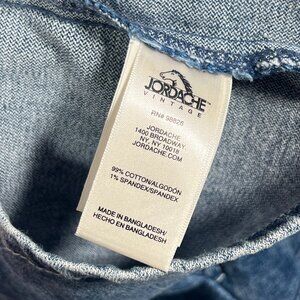 JORDACHE
VINTAGE
RN# 58826
JORDACHE
1400 BROADWAY
NY, NY 10018
JORDACHE.COM
99% COTTON/ALGODÓN
1% SPANDEX/SPANDEX
MADE IN BANGLADESH/
HECHO EN BANGLADESH